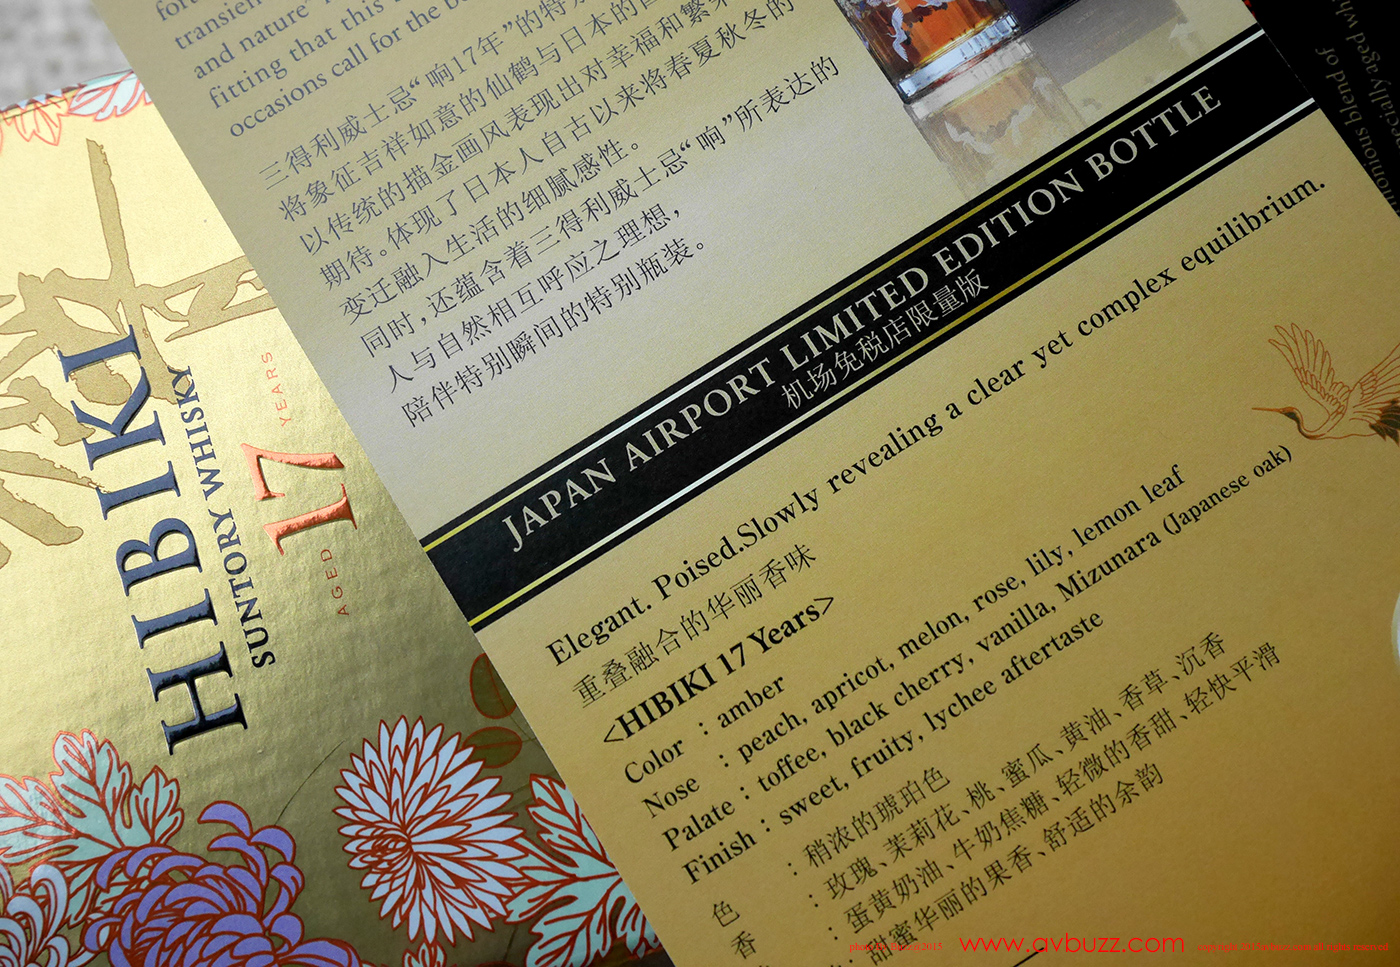 transien
and nature"
fitting that this
occasions call for the
三得利威士忌“响17年”的特
将象征吉祥如意的仙鹤与日本的
以传统的描金画风表现出对幸福和繁
期待。体现了日本人自古以来将春夏秋冬的
变迁融入生活的细腻感性。
同时，还蕴含着三得利威士忌“响”所表达的
人与自然相互呼应之理想，
陪伴特别瞬间的特别瓶装。
JAPAN AIRPORT LIMITED EDITION BOTTLE
机场免税店限量版
Elegant. Poised.Slowly revealing a clear yet complex equilibrium.
重叠融合的华丽香味
<HIBIKI 17 Years>
Color : amber
Nose : peach, apricot, melon, rose, lily, lemon leaf
Palate : toffee, black cherry, vanilla, Mizunara (Japanese oak)
Finish : sweet, fruity, lychee aftertaste
色 : 稍浓的琥珀色
香 : 玫瑰、茉莉花、桃、蜜瓜、黄油、香草、沉香
: 蛋黄奶油、牛奶焦糖、轻微的香甜、轻快平滑
: 甜蜜华丽的果香、舒适的余韵
HIBIKI
SUNTORY WHISKY
AGED 17 YEARS
onious blend of
cially aged wh
www.avbuzz.com